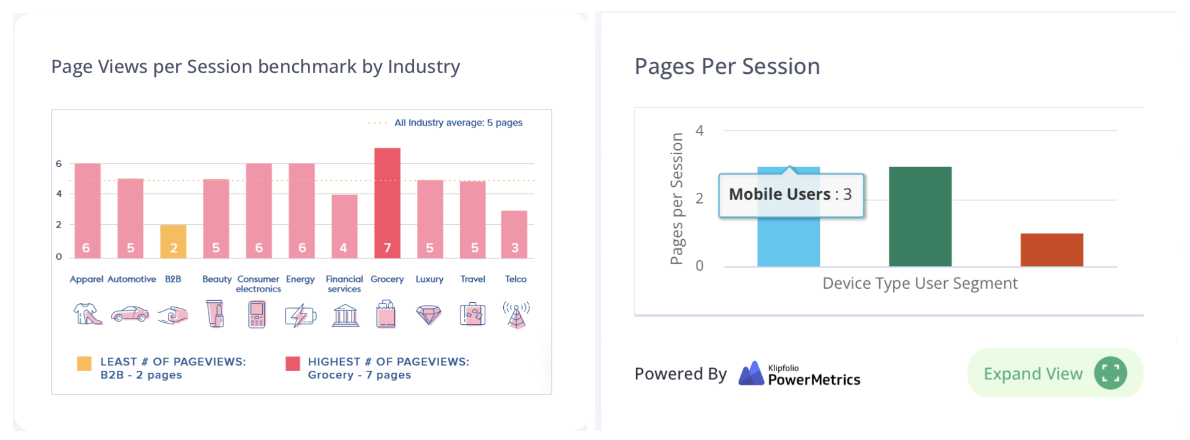 Page Views per Session benchmark by Industry
All Industry average: 5 pages
6
4
2
0
6 5 2 5 6 6 4 7 5 5 3
Apparel Automotive B2B Beauty Consumer electronics Energy Financial services Grocery Luxury Travel Telco
LEAST # OF PAGEVIEWS:
B2B - 2 pages
HIGHEST # OF PAGEVIEWS:
Grocery - 7 pages
Pages Per Session
Pages per Session
4
2
0
Mobile Users : 3
Device Type User Segment
Powered By
Klipfolio
PowerMetrics
Expand View